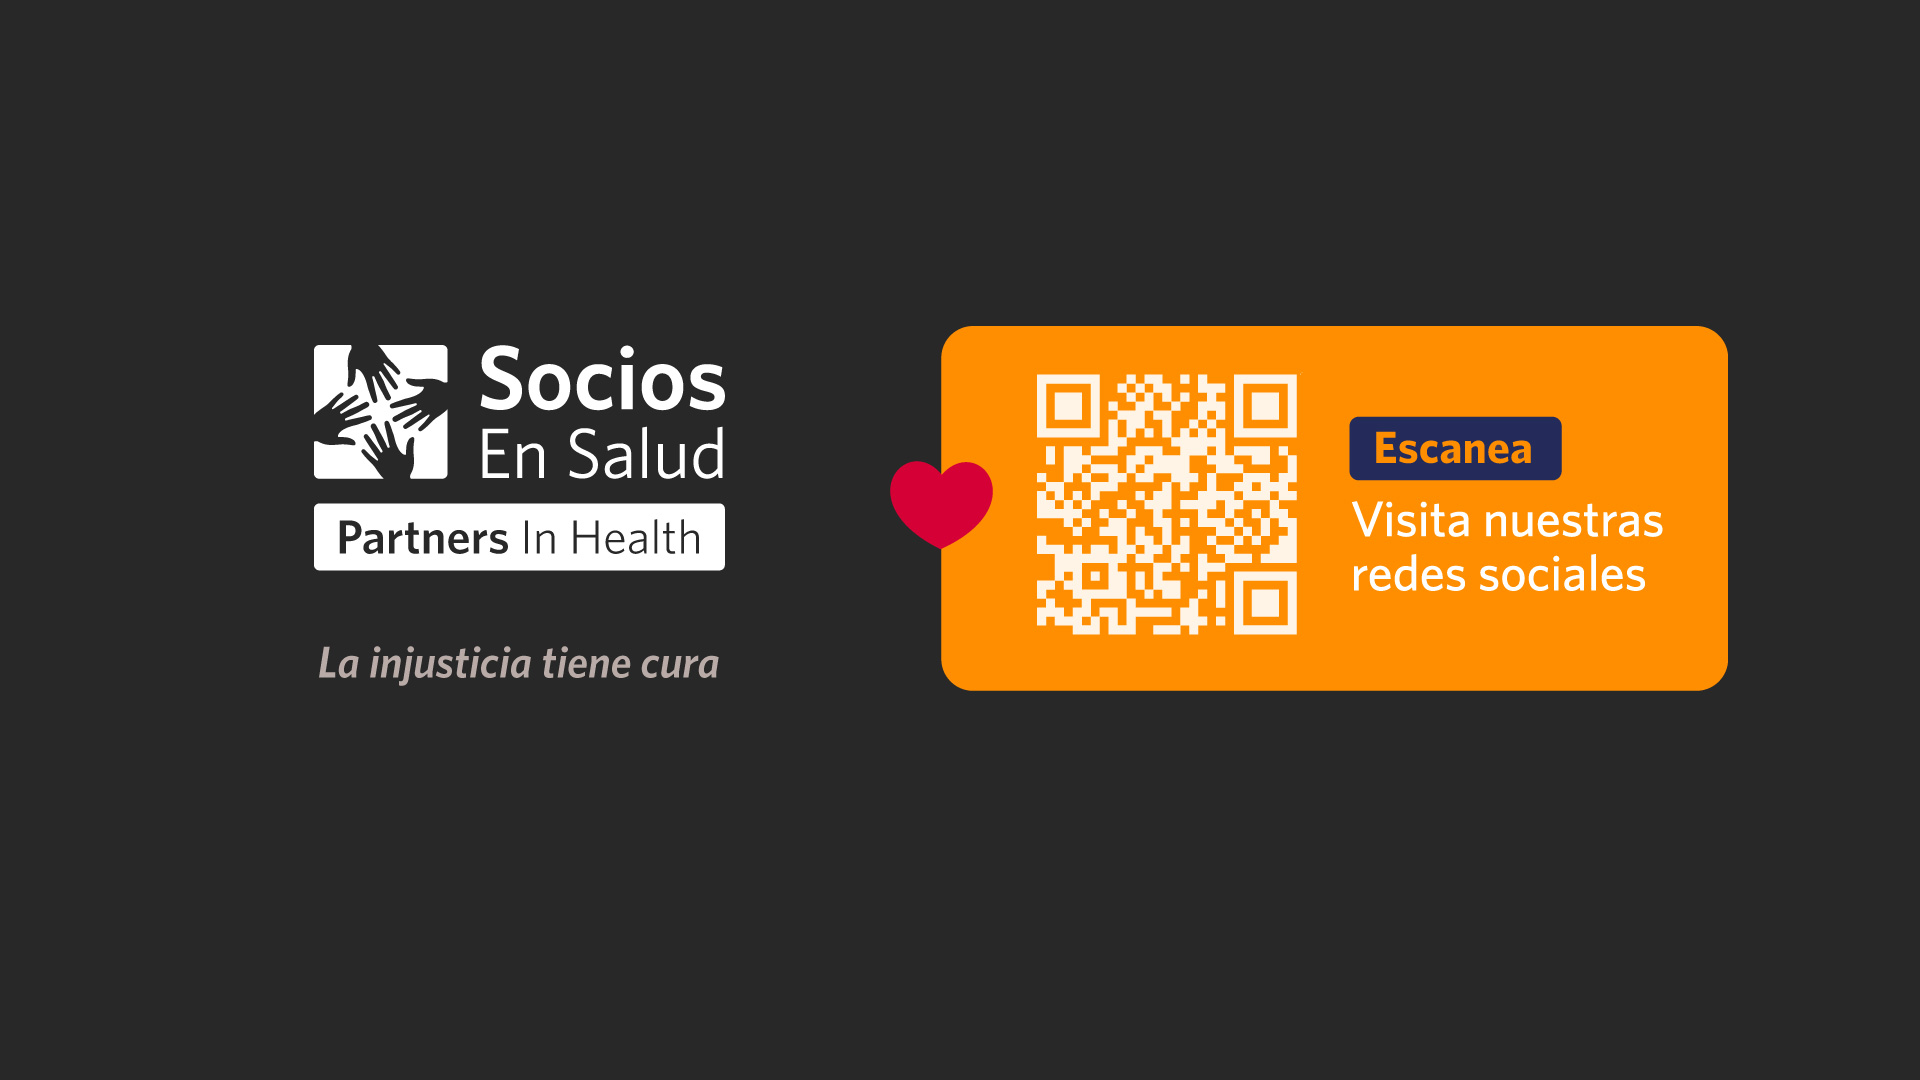 Socios
En Salud
Partners In Health
La injusticia tiene cura
Escanea
Visita nuestras
redes sociales